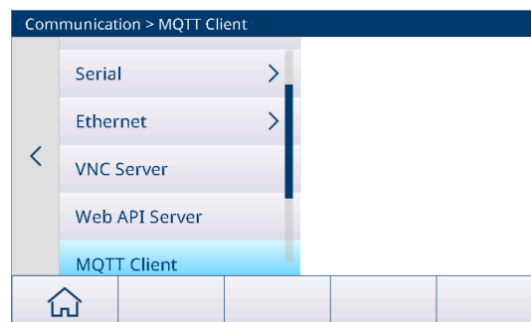 Communication > MQTT Client
Serial
Ethernet
VNC Server
Web API Server
MQTT Client